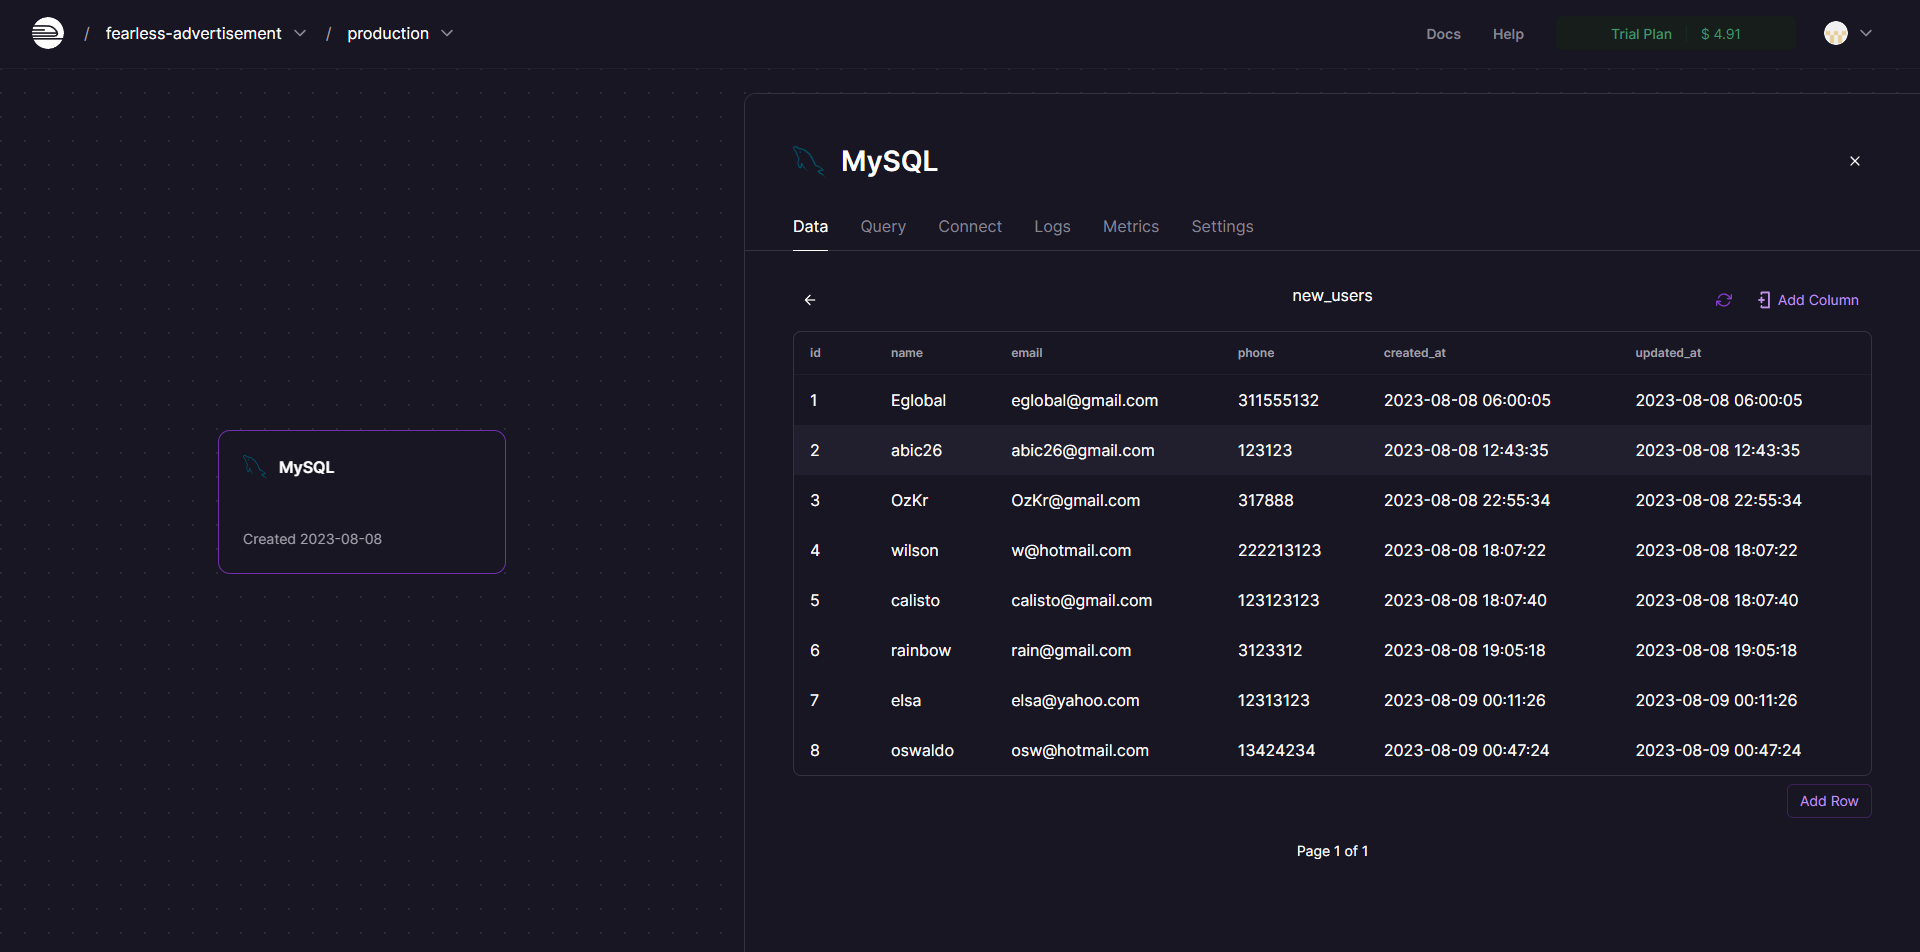 / fearless-advertisement / production
Docs Help Trial Plan $ 4.91
MySQL
Data Query Connect Logs Metrics Settings
new_users
Add Column
id name email phone created_at updated_at
1 Eglobal eglobal@gmail.com 311555132 2023-08-08 06:00:05 2023-08-08 06:00:05
2 abic26 abic26@gmail.com 123123 2023-08-08 12:43:35 2023-08-08 12:43:35
3 OzKr OzKr@gmail.com 317888 2023-08-08 22:55:34 2023-08-08 22:55:34
4 wilson w@hotmail.com 222213123 2023-08-08 18:07:22 2023-08-08 18:07:22
5 calisto calisto@gmail.com 123123123 2023-08-08 18:07:40 2023-08-08 18:07:40
6 rainbow rain@gmail.com 3123312 2023-08-08 19:05:18 2023-08-08 19:05:18
7 elsa elsa@yahoo.com 12313123 2023-08-09 00:11:26 2023-08-09 00:11:26
8 oswaldo osw@hotmail.com 13424234 2023-08-09 00:47:24 2023-08-09 00:47:24
Add Row
Page 1 of 1
MySQL
Created 2023-08-08